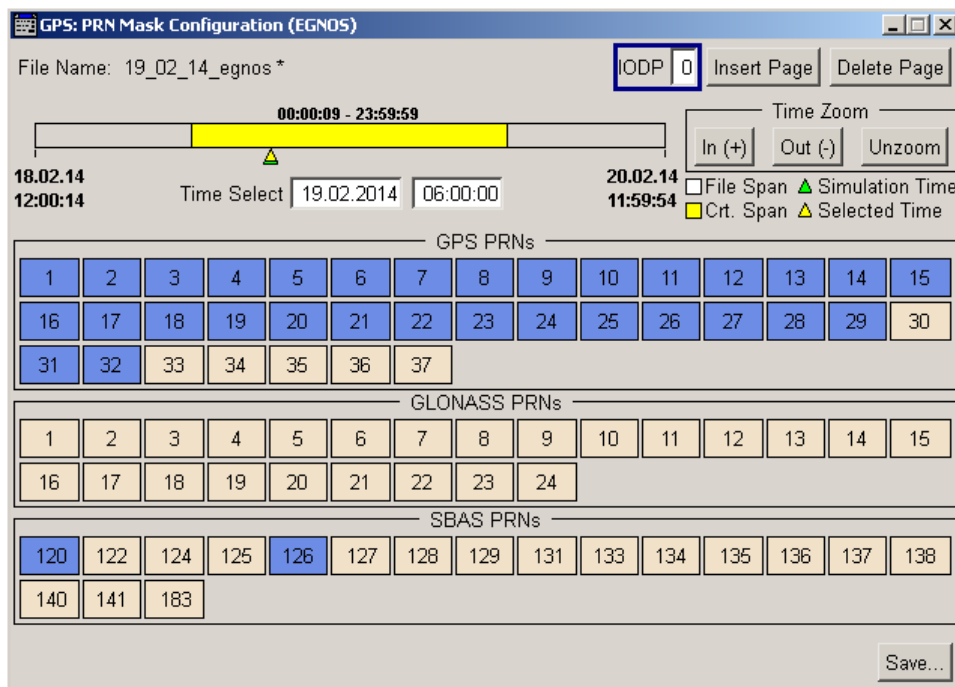 GPS: PRN Mask Configuration (EGNOS)
File Name: 19_02_14_egnos *
IODP 0 Insert Page Delete Page
00:00:09 - 23:59:59
Time Zoom
In (+) Out (-) Unzoom
18.02.14
12:00:14
Time Select 19.02.2014 06:00:00
20.02.14
11:59:54
File Span Simulation Time
Crt. Span Selected Time
GPS PRNs
1 2 3 4 5 6 7 8 9 10 11 12 13 14 15
16 17 18 19 20 21 22 23 24 25 26 27 28 29 30
31 32 33 34 35 36 37
GLONASS PRNs
1 2 3 4 5 6 7 8 9 10 11 12 13 14 15
16 17 18 19 20 21 22 23 24
SBAS PRNs
120 122 124 125 126 127 128 129 131 133 134 135 136 137 138
140 141 183
Save...